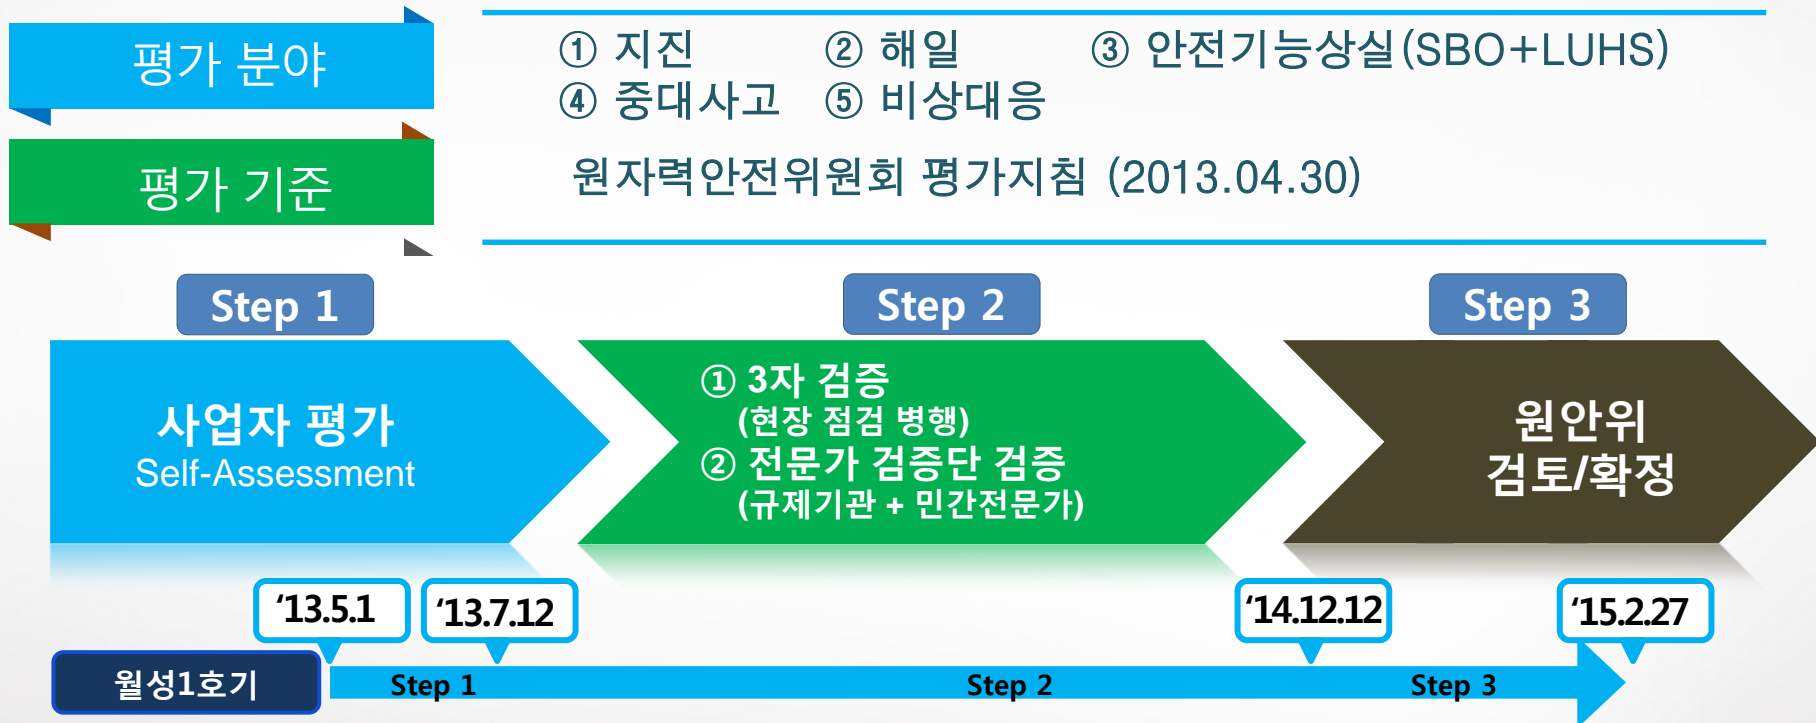 평가 분야
① 지진 ② 해일 ③ 안전기능상실(SBO+LUHS)
④ 중대사고 ⑤ 비상대응
평가 기준
원자력안전위원회 평가지침 (2013.04.30)
Step 1
Step 2
Step 3
사업자 평가
Self-Assessment
① 3자 검증
(현장 점검 병행)
② 전문가 검증단 검증
(규제기관 + 민간전문가)
원안위
검토/확정
‘13.5.1
‘13.7.12
‘14.12.12
‘15.2.27
월성1호기
Step 1
Step 2
Step 3